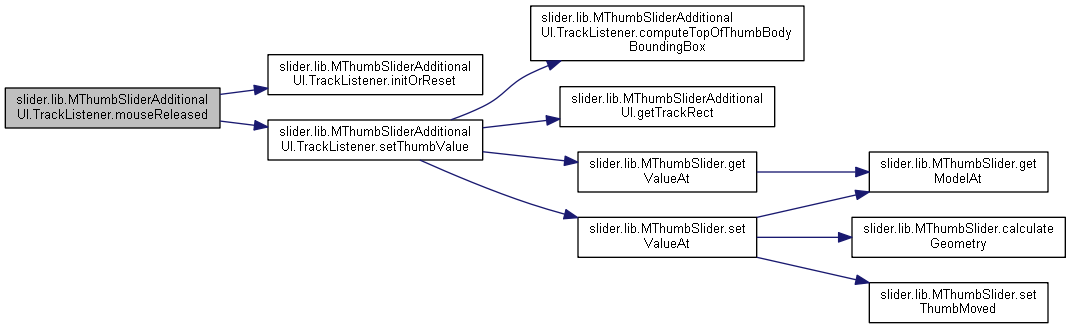 slider.lib.MThumbSliderAdditional
UI.TrackListener.mouseReleased
slider.lib.MThumbSliderAdditional
UI.TrackListener.initOrReset
slider.lib.MThumbSliderAdditional
UI.TrackListener.setThumbValue
slider.lib.MThumbSliderAdditional
UI.TrackListener.computeTopOfThumbBody
BoundingBox
slider.lib.MThumbSliderAdditional
UI.getTrackRect
slider.lib.MThumbSlider.get
ValueAt
slider.lib.MThumbSlider.set
ValueAt
slider.lib.MThumbSlider.get
ModelAt
slider.lib.MThumbSlider.calculate
Geometry
slider.lib.MThumbSlider.set
ThumbMoved